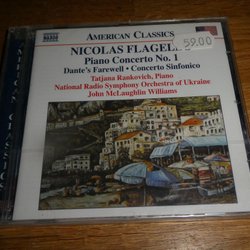 NAXOS
AMERICAN CLASSICS
NICOLAS FLAGEL
59.00
Piano Concerto No. 1
Dante's Farewell • Concerto Sinfonico
Tatjana Rankovich, Piano
National Radio Symphony Orchestra of Ukraine
John McLaughlin Williams